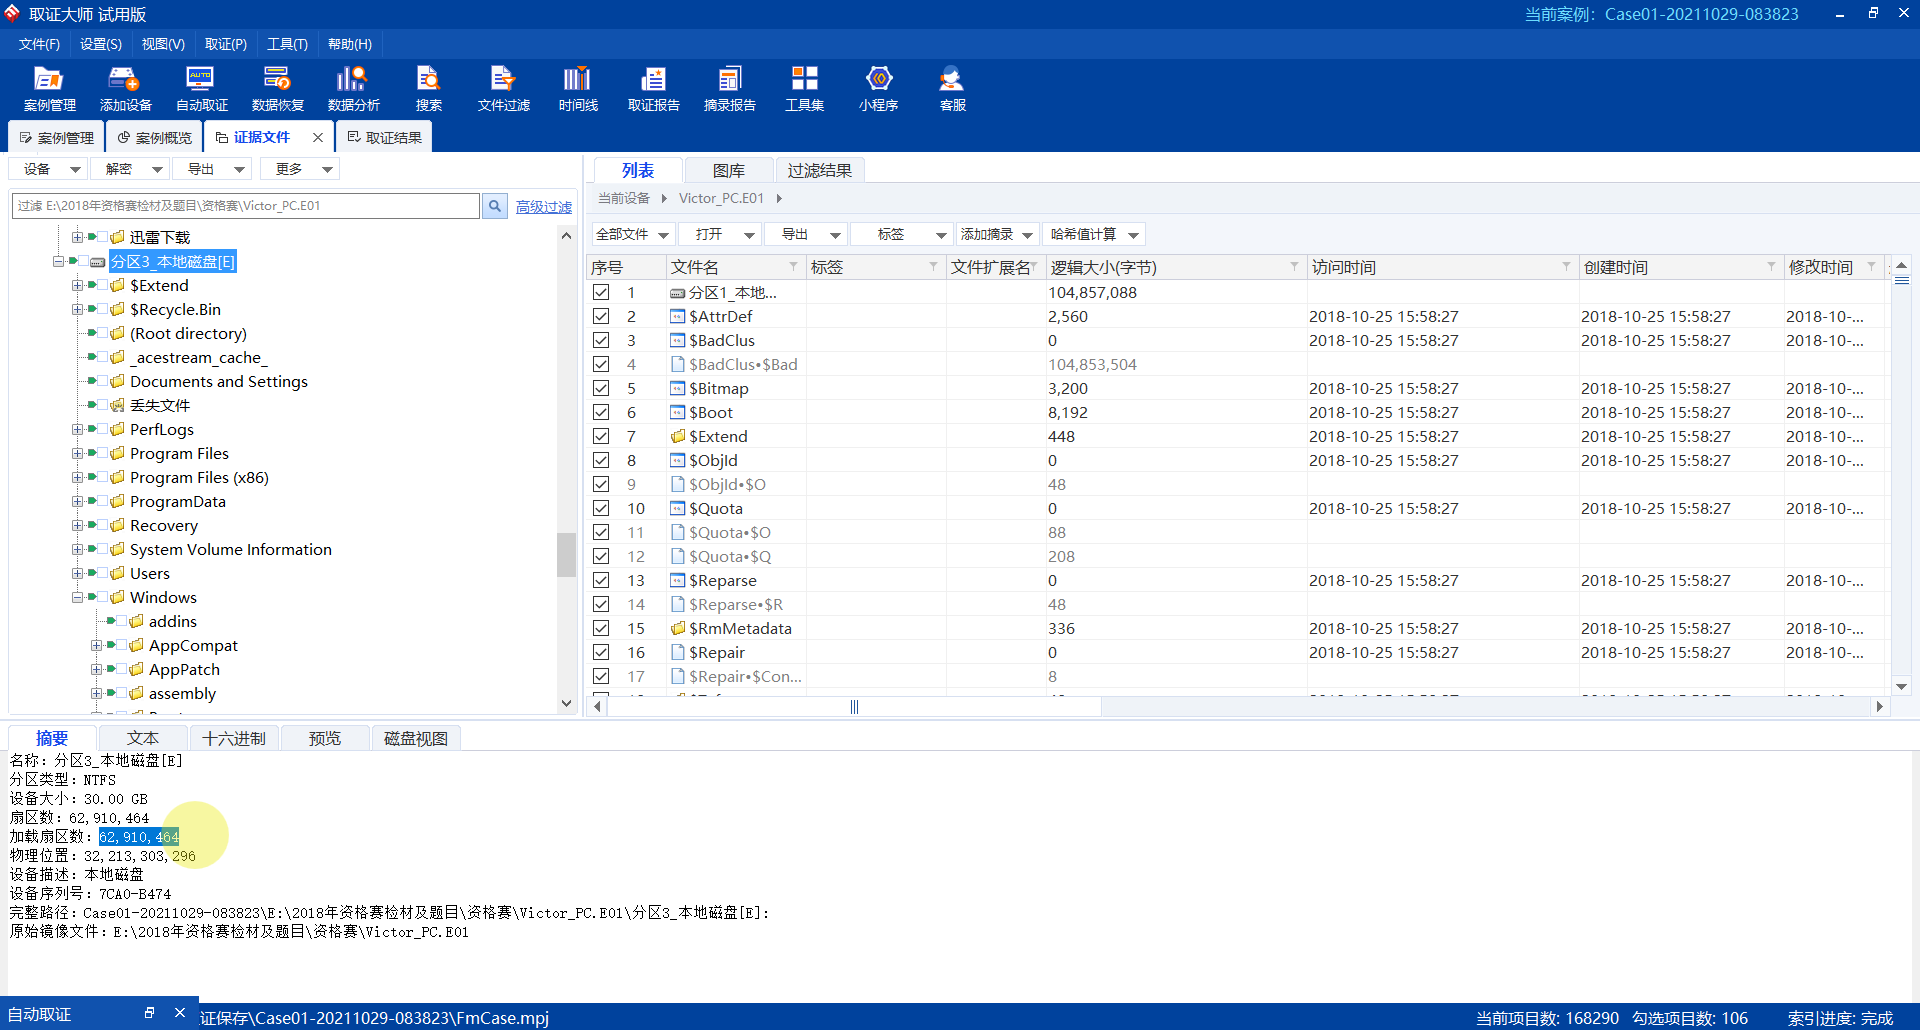 取证大师 试用版
当前案例： Case01-20211029-083823
文件(F) 设置(S) 视图(V) 取证(P) 工具(T) 帮助(H)
案例管理 添加设备 自动取证 数据恢复 数据分析 搜索 文件过滤 时间线 取证报告 摘录报告 工具集 小程序 客服
AUTO
案例管理 案例概览 证据文件 取证结果
设备 解密 导出 更多
过滤 E:\2018年资格赛检材及题目\资格赛\Victor_PC.E01
高级过滤
迅雷下载
分区3_本地磁盘[E]
$Extend
$Recycle.Bin
(Root directory)
_acestream_cache_
Documents and Settings
丢失文件
PerfLogs
Program Files
Program Files (x86)
ProgramData
Recovery
System Volume Information
Users
Windows
addins
AppCompat
AppPatch
assembly
列表 图库 过滤结果
当前设备 Victor_PC.E01
全部文件 打开 导出 标签 添加摘录 哈希值计算
序号 文件名 标签 文件扩展名 逻辑大小(字节) 访问时间 创建时间 修改时间
1 分区1_本地... 104,857,088
2 $AttrDef 2,560 2018-10-25 15:58:27 2018-10-25 15:58:27 2018-10-...
3 $BadClus 0 2018-10-25 15:58:27 2018-10-25 15:58:27 2018-10-...
4 $BadClus•$Bad 104,853,504
5 $Bitmap 3,200 2018-10-25 15:58:27 2018-10-25 15:58:27 2018-10-...
6 $Boot 8,192 2018-10-25 15:58:27 2018-10-25 15:58:27 2018-10-...
7 $Extend 448 2018-10-25 15:58:27 2018-10-25 15:58:27 2018-10-...
8 $ObjId 0 2018-10-25 15:58:27 2018-10-25 15:58:27 2018-10-...
9 $ObjId•$O 48
10 $Quota 0 2018-10-25 15:58:27 2018-10-25 15:58:27 2018-10-...
11 $Quota•$O 88
12 $Quota•$Q 208
13 $Reparse 0 2018-10-25 15:58:27 2018-10-25 15:58:27 2018-10-...
14 $Reparse•$R 48
15 $RmMetadata 336 2018-10-25 15:58:27 2018-10-25 15:58:27 2018-10-...
16 $Repair 0 2018-10-25 15:58:27 2018-10-25 15:58:27 2018-10-...
17 $Repair•$Con... 8
摘要 文本 十六进制 预览 磁盘视图
名称：分区3_本地磁盘[E]
分区类型：NTFS
设备大小：30.00 GB
扇区数：62,910,464
加载扇区数：62,910,464
物理位置：32,213,303,296
设备描述：本地磁盘
设备序列号：7CA0-B474
完整路径：Case01-20211029-083823\E:\2018年资格赛检材及题目\资格赛\Victor_PC.E01\分区3_本地磁盘[E]:
原始镜像文件：E:\2018年资格赛检材及题目\资格赛\Victor_PC.E01
自动取证
证保存\Case01-20211029-083823\FmCase.mpj
当前项目数: 168290 勾选项目数: 106 索引进度: 完成